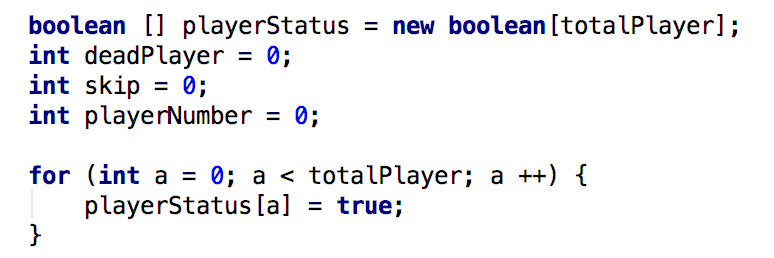 boolean [] playerStatus = new boolean[totalPlayer];
int deadPlayer = 0;
int skip = 0;
int playerNumber = 0;
for (int a = 0; a < totalPlayer; a ++) {
playerStatus[a] = true;
}